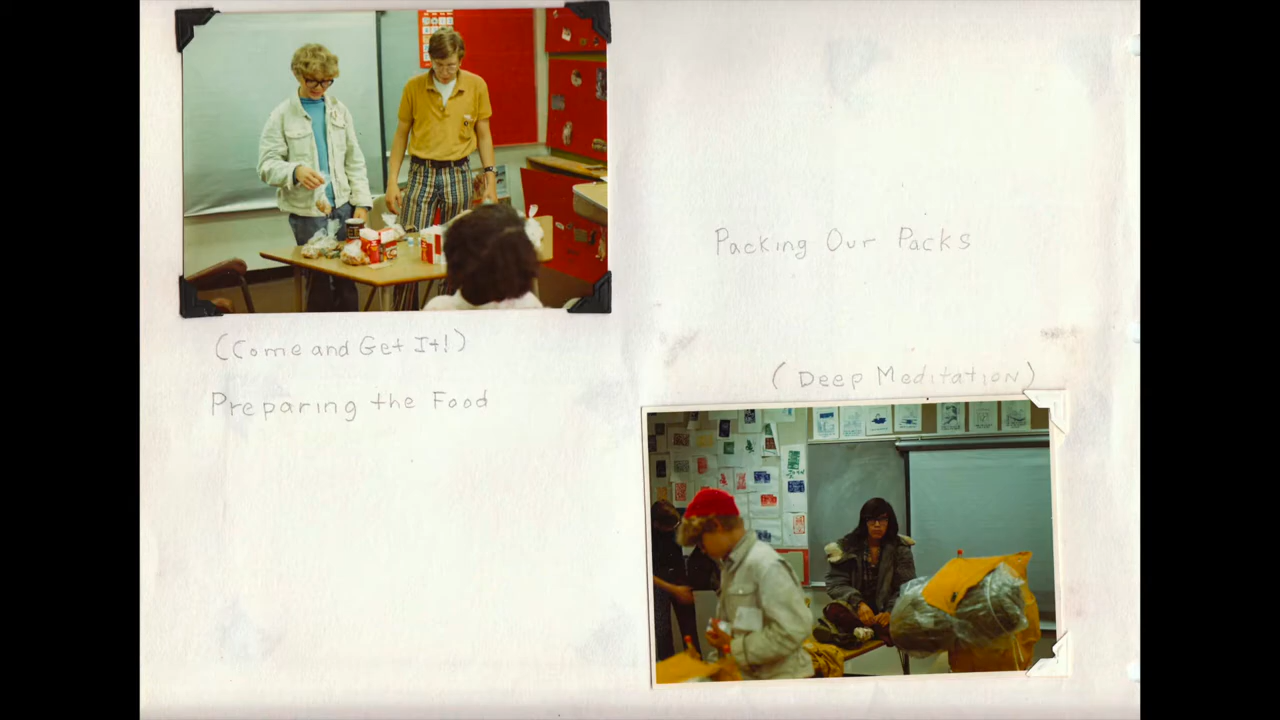 (Come and Get It!)
Preparing the Food
Packing Our Packs
(Deep Meditation)